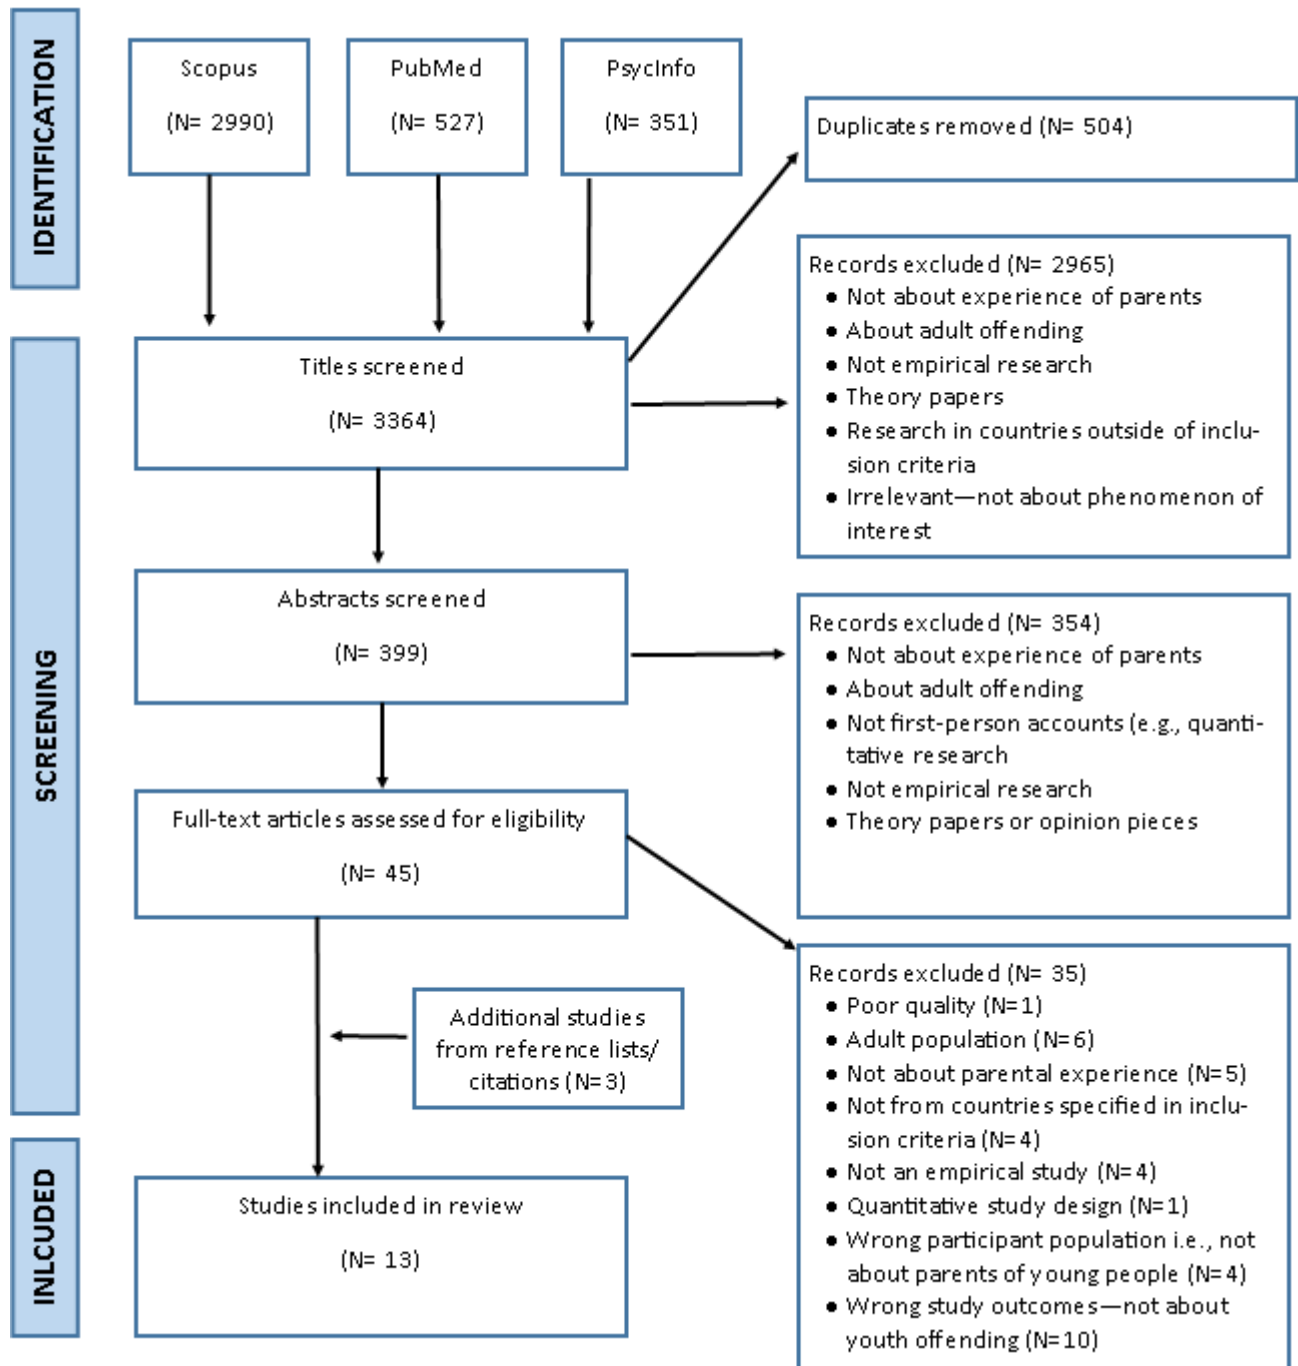 IDENTIFICATION
Scopus
(N= 2990)
PubMed
(N= 527)
PsycInfo
(N= 351)
Duplicates removed (N= 504)
SCREENING
Titles screened
(N= 3364)
Records excluded (N= 2965)
● Not about experience of parents
● About adult offending
● Not empirical research
● Theory papers
● Research in countries outside of inclu-
sion criteria
● Irrelevant—not about phenomenon of
interest
Abstracts screened
(N= 399)
Records excluded (N= 354)
● Not about experience of parents
● About adult offending
● Not first-person accounts (e.g., quanti-
tative research
● Not empirical research
● Theory papers or opinion pieces
Full-text articles assessed for eligibility
(N= 45)
Records excluded (N= 35)
● Poor quality (N=1)
● Adult population (N=6)
● Not about parental experience (N=5)
● Not from countries specified in inclu-
sion criteria (N=4)
● Not an empirical study (N=4)
● Quantitative study design (N=1)
● Wrong participant population i.e., not
about parents of young people (N=4)
● Wrong study outcomes—not about
youth offending (N=10)
Additional studies
from reference lists/
citations (N=3)
INLCUDED
Studies included in review
(N= 13)